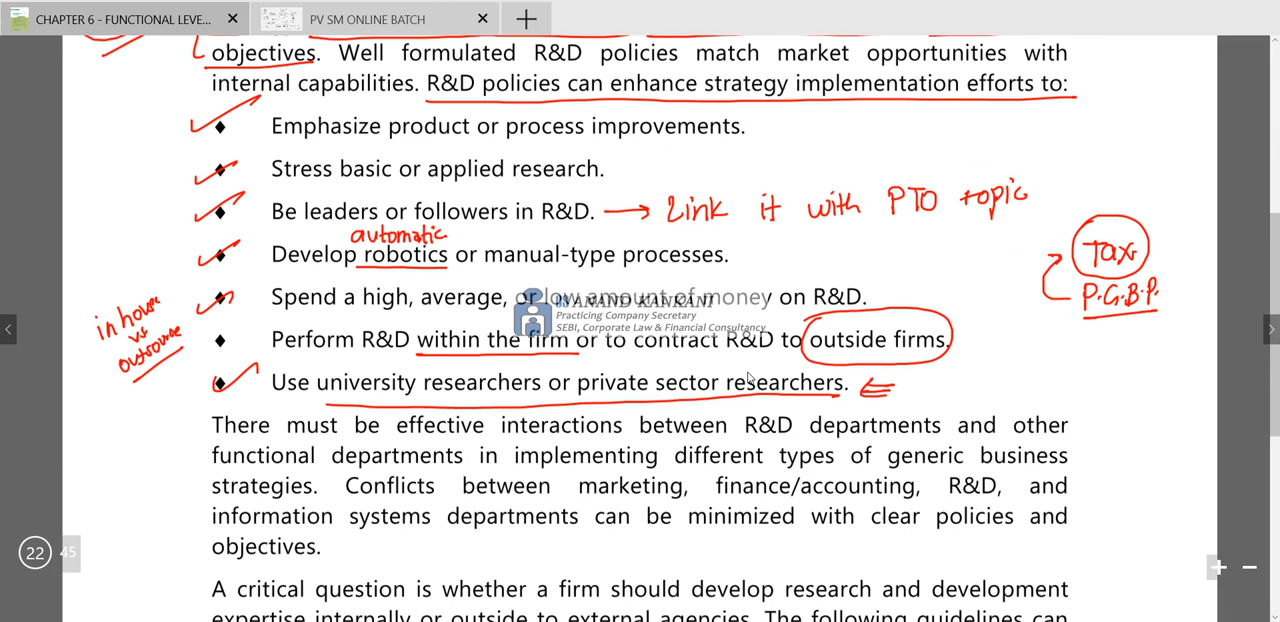 CHAPTER 6 - FUNCTIONAL LEVE...
PV SM ONLINE BATCH
objectives. Well formulated R&D policies match market opportunities with
internal capabilities. R&D policies can enhance strategy implementation efforts to:
Emphasize product or process improvements.
Stress basic or applied research.
Be leaders or followers in R&D. → Link it with PTO topic
automatic
Develop robotics or manual-type processes.
Tax
P.G.B.P.
Spend a high, average, or low amount of money on R&D.
CS ANAND KANKANI
Practicing Company Secretary
SEBI, Corporate Law & Financial Consultancy
in house
vs
outsource
Perform R&D within the firm or to contract R&D to outside firms.
Use university researchers or private sector researchers.
There must be effective interactions between R&D departments and other
functional departments in implementing different types of generic business
strategies. Conflicts between marketing, finance/accounting, R&D, and
information systems departments can be minimized with clear policies and
objectives.
22 45
A critical question is whether a firm should develop research and development
expertise internally or outside to external agencies. The following guidelines can